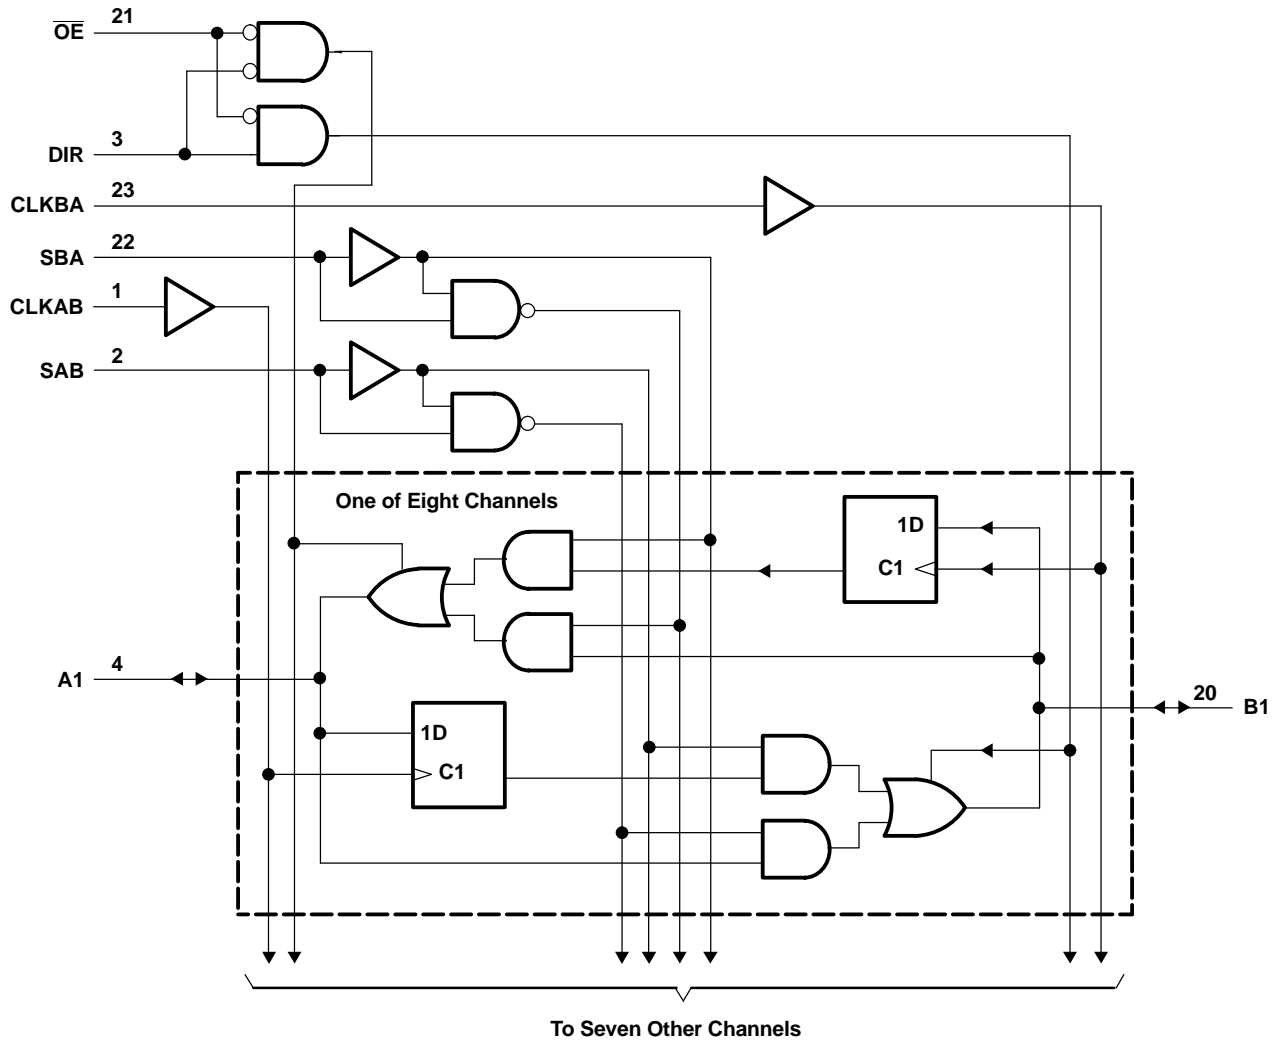 21
O̅E̅
3
DIR
23
CLKBA
22
SBA
1
CLKAB
2
SAB
One of Eight Channels
1D
C1
4
A1
20
B1
1D
C1
To Seven Other Channels